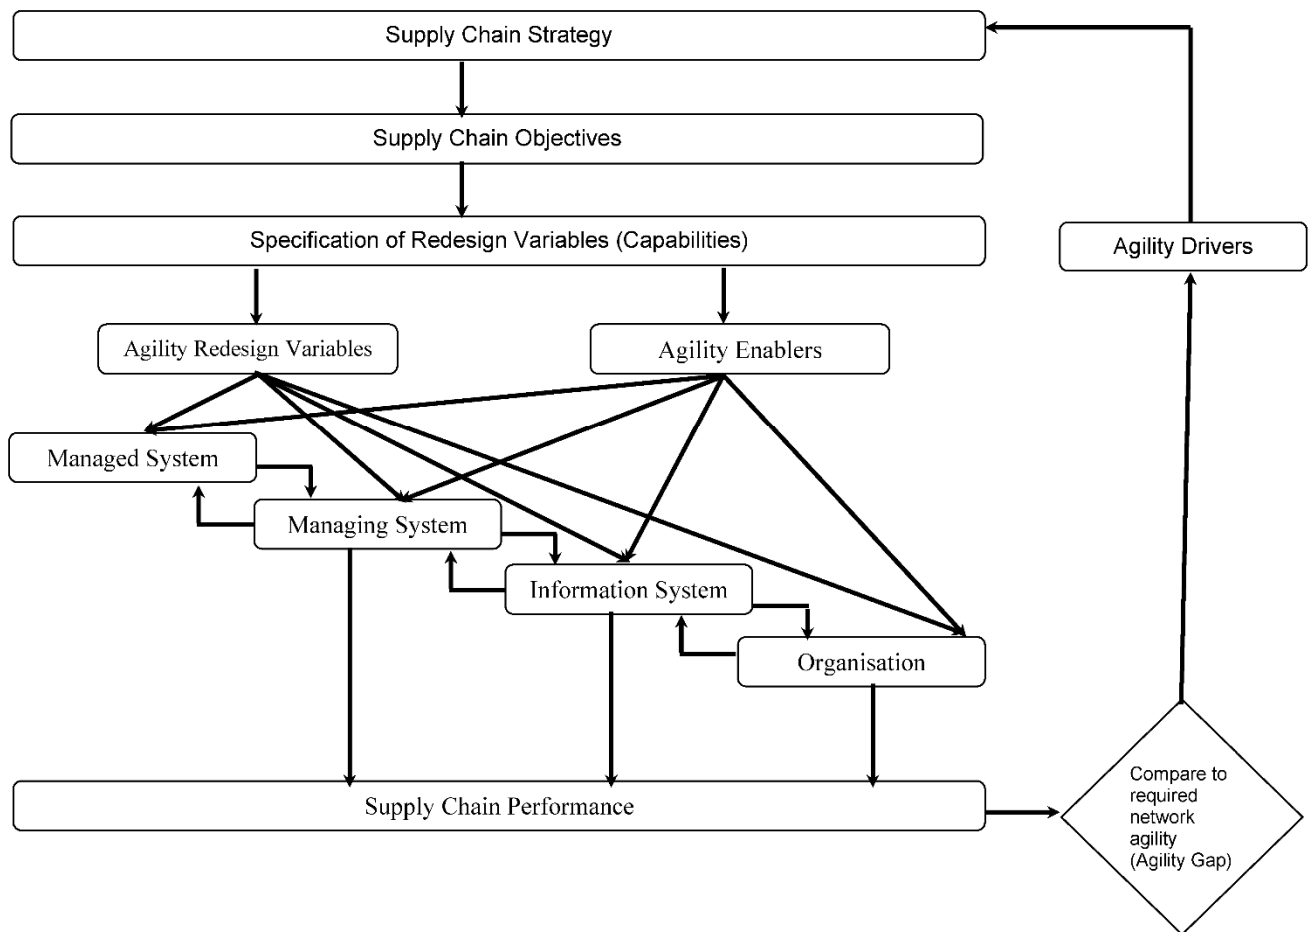 Supply Chain Strategy
Supply Chain Objectives
Specification of Redesign Variables (Capabilities)
Agility Drivers
Agility Redesign Variables
Agility Enablers
Managed System
Managing System
Information System
Organisation
Supply Chain Performance
Compare to
required
network
agility
(Agility Gap)